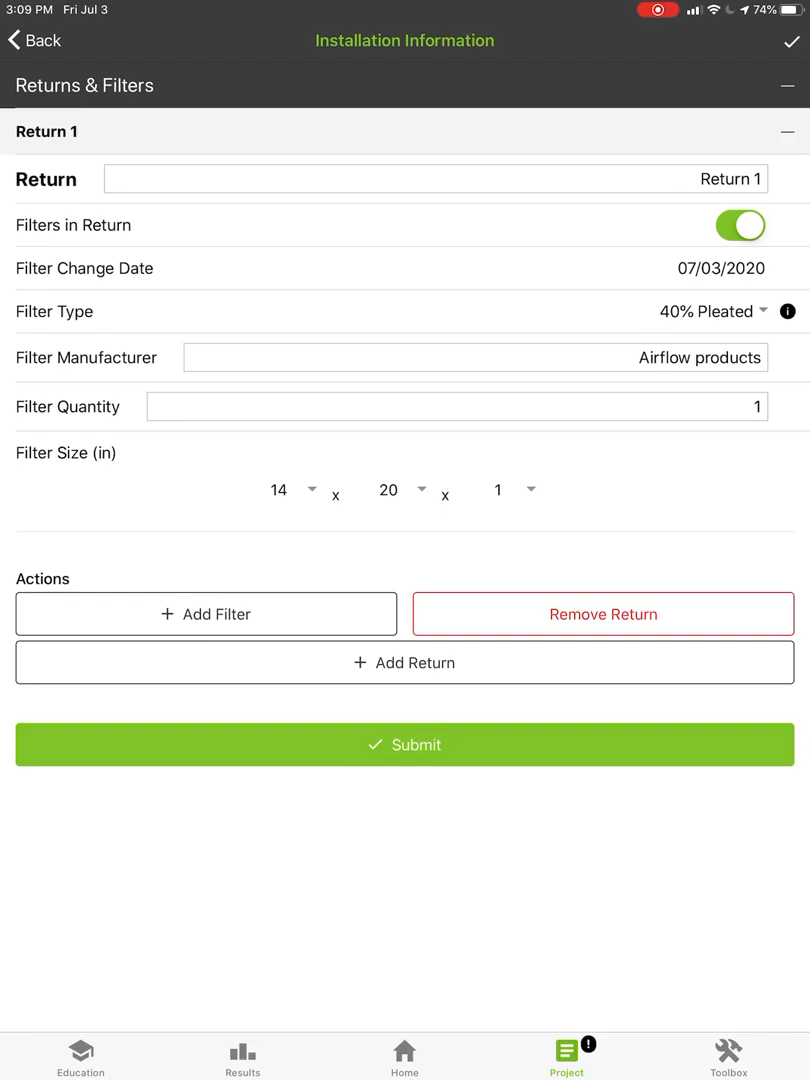 3:09 PM Fri Jul 3 74%
Back Installation Information
Returns & Filters
Return 1
Return Return 1
Filters in Return
Filter Change Date 07/03/2020
Filter Type 40% Pleated i
Filter Manufacturer Airflow products
Filter Quantity 1
Filter Size (in)
14 x 20 x 1
Actions
+ Add Filter Remove Return
+ Add Return
Submit
!
Education Results Home Project Toolbox